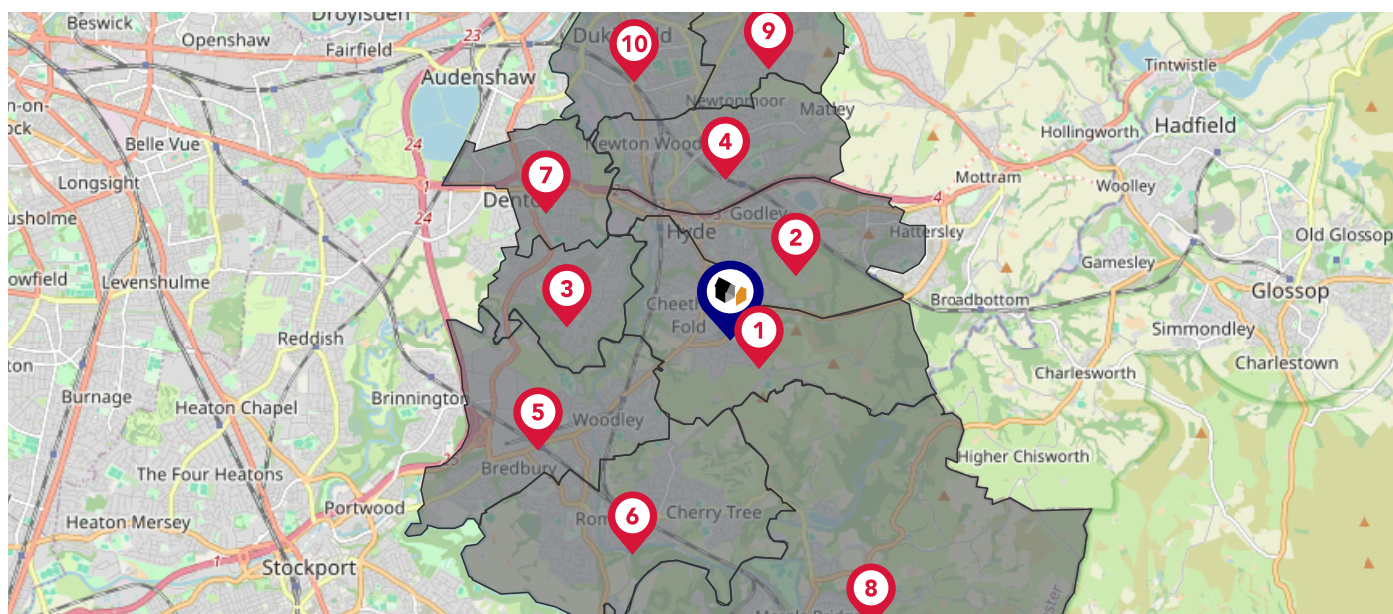 Beswick
Droylsden
23
Openshaw
Fairfield
10
9
Tintwistle
Audenshaw
Newtonmoor
Matley
Hadfield
24
Belle Vue
Newton Wood
4
Hollingworth
Longsight
1
7
4
Mottram
Woolley
24
Godley
Hyde
2
Hattersley
Old Glossop
Levenshulme
3
Gamesley
Glossop
Broadbottom
Fold
1
Simmondley
Reddish
Charlestown
Charlesworth
Burnage
Heaton Chapel
Brinnington
5
Woodley
Higher Chisworth
The Four Heatons
Bredbury
Portwood
Heaton Mersey
6
Cherry Tree
1
Stockport
8